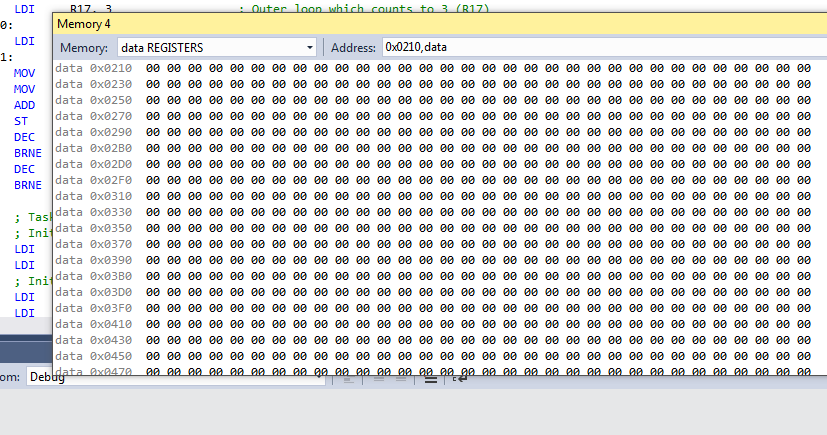 LDI R17, 3 ; Outer loop which counts to 3 (R17)
0:
LDI
1:
MOV
MOV
ADD
ST
DEC
BRNE
DEC
BRNE
; Task
; Init
LDI
LDI
; Init
LDI
LDI
Memory 4
Memory: data REGISTERS Address: 0x0210,data
data 0x0210 00 00 00 00 00 00 00 00 00 00 00 00 00 00 00 00 00 00 00 00 00 00 00 00 00 00 00 00 00 00 00 00
data 0x0230 00 00 00 00 00 00 00 00 00 00 00 00 00 00 00 00 00 00 00 00 00 00 00 00 00 00 00 00 00 00 00 00
data 0x0250 00 00 00 00 00 00 00 00 00 00 00 00 00 00 00 00 00 00 00 00 00 00 00 00 00 00 00 00 00 00 00 00
data 0x0270 00 00 00 00 00 00 00 00 00 00 00 00 00 00 00 00 00 00 00 00 00 00 00 00 00 00 00 00 00 00 00 00
data 0x0290 00 00 00 00 00 00 00 00 00 00 00 00 00 00 00 00 00 00 00 00 00 00 00 00 00 00 00 00 00 00 00 00
data 0x02B0 00 00 00 00 00 00 00 00 00 00 00 00 00 00 00 00 00 00 00 00 00 00 00 00 00 00 00 00 00 00 00 00
data 0x02D0 00 00 00 00 00 00 00 00 00 00 00 00 00 00 00 00 00 00 00 00 00 00 00 00 00 00 00 00 00 00 00 00
data 0x02F0 00 00 00 00 00 00 00 00 00 00 00 00 00 00 00 00 00 00 00 00 00 00 00 00 00 00 00 00 00 00 00 00
data 0x0310 00 00 00 00 00 00 00 00 00 00 00 00 00 00 00 00 00 00 00 00 00 00 00 00 00 00 00 00 00 00 00 00
data 0x0330 00 00 00 00 00 00 00 00 00 00 00 00 00 00 00 00 00 00 00 00 00 00 00 00 00 00 00 00 00 00 00 00
data 0x0350 00 00 00 00 00 00 00 00 00 00 00 00 00 00 00 00 00 00 00 00 00 00 00 00 00 00 00 00 00 00 00 00
data 0x0370 00 00 00 00 00 00 00 00 00 00 00 00 00 00 00 00 00 00 00 00 00 00 00 00 00 00 00 00 00 00 00 00
data 0x0390 00 00 00 00 00 00 00 00 00 00 00 00 00 00 00 00 00 00 00 00 00 00 00 00 00 00 00 00 00 00 00 00
data 0x03B0 00 00 00 00 00 00 00 00 00 00 00 00 00 00 00 00 00 00 00 00 00 00 00 00 00 00 00 00 00 00 00 00
data 0x03D0 00 00 00 00 00 00 00 00 00 00 00 00 00 00 00 00 00 00 00 00 00 00 00 00 00 00 00 00 00 00 00 00
data 0x03F0 00 00 00 00 00 00 00 00 00 00 00 00 00 00 00 00 00 00 00 00 00 00 00 00 00 00 00 00 00 00 00 00
data 0x0410 00 00 00 00 00 00 00 00 00 00 00 00 00 00 00 00 00 00 00 00 00 00 00 00 00 00 00 00 00 00 00 00
data 0x0430 00 00 00 00 00 00 00 00 00 00 00 00 00 00 00 00 00 00 00 00 00 00 00 00 00 00 00 00 00 00 00 00
data 0x0450 00 00 00 00 00 00 00 00 00 00 00 00 00 00 00 00 00 00 00 00 00 00 00 00 00 00 00 00 00 00 00 00
data 0x0470 00 00 00 00 00 00 00 00 00 00 00 00 00 00 00 00 00 00 00 00 00 00 00 00 00 00 00 00 00 00 00 00
om: Debug